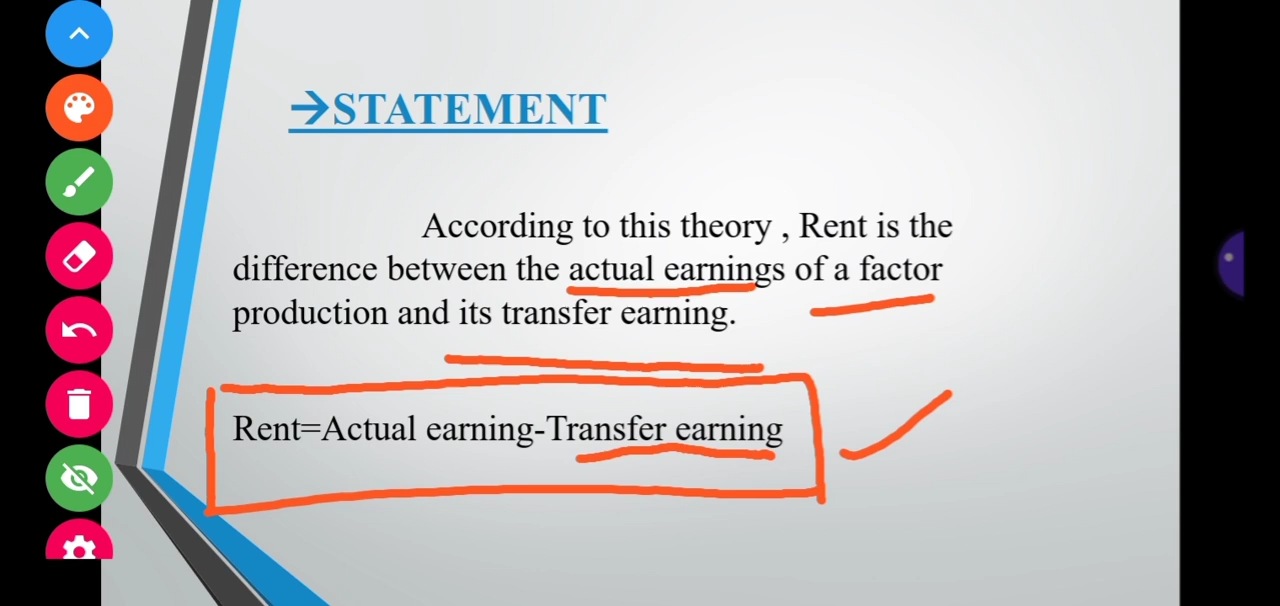 →STATEMENT
According to this theory , Rent is the
difference between the actual earnings of a factor
production and its transfer earning.
Rent=Actual earning-Transfer earning